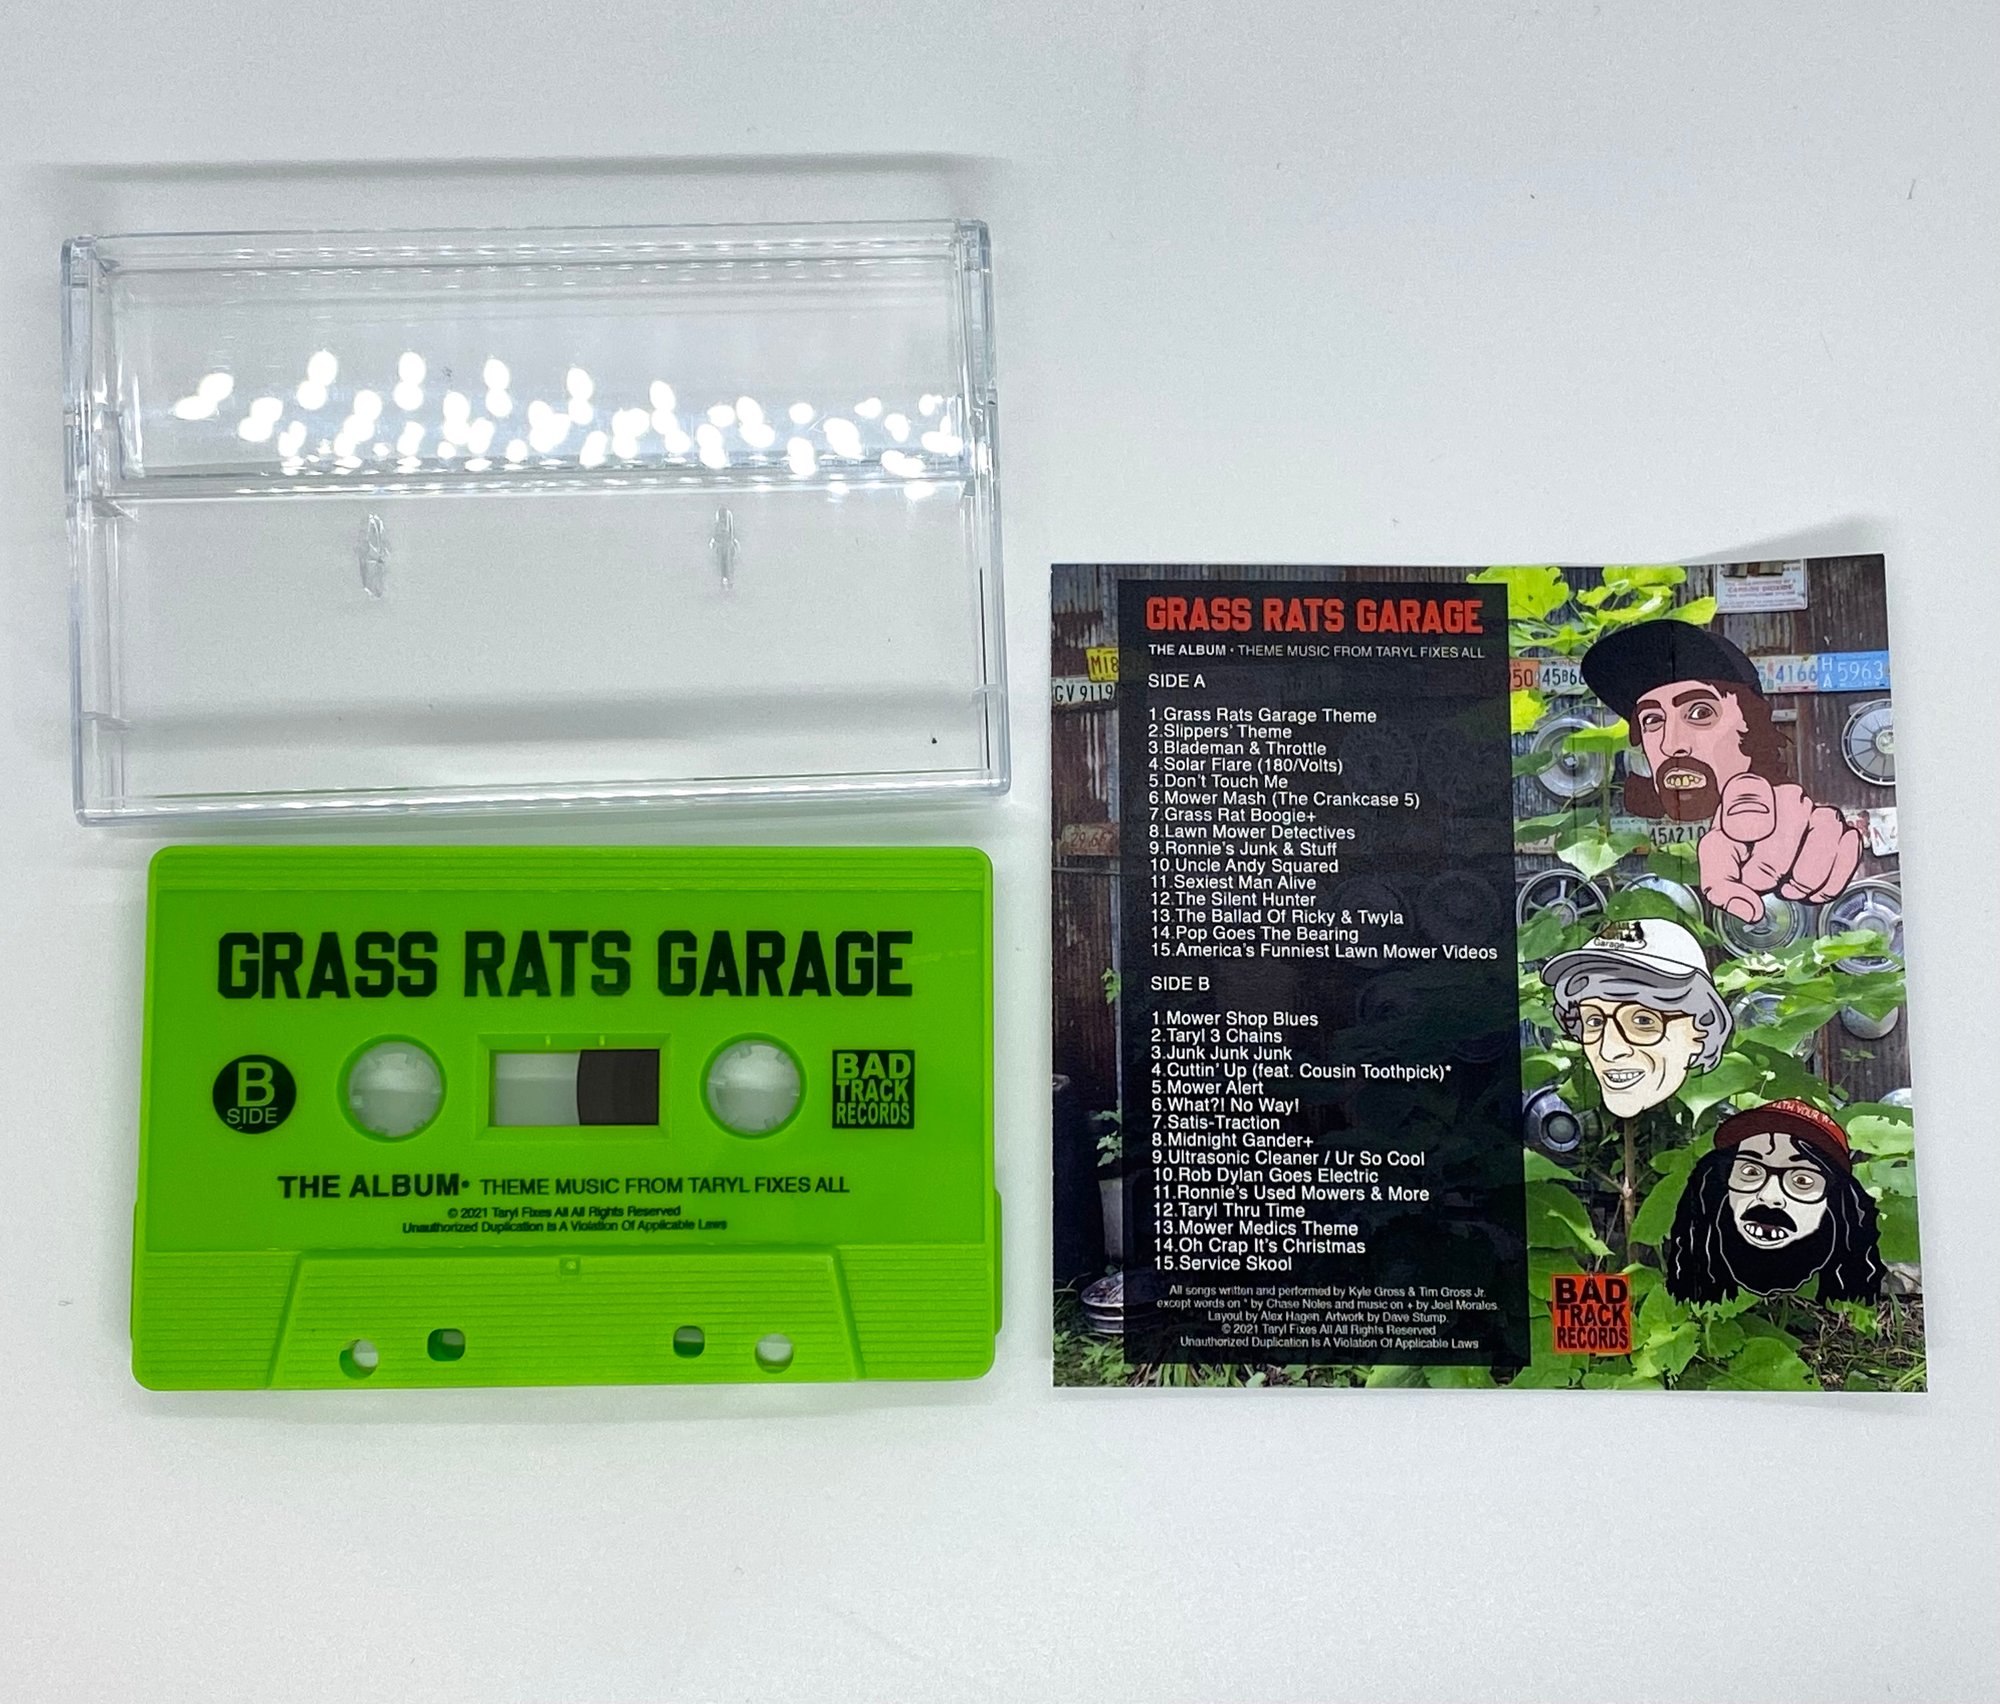 GRASS RATS GARAGE
B
SIDE
BAD
TRACK
RECORDS
THE ALBUM• THEME MUSIC FROM TARYL FIXES ALL
© 2021 Taryl Fixes All All Rights Reserved
Unauthorized Duplication Is A Violation Of Applicable Laws
GRASS RATS GARAGE
THE ALBUM • THEME MUSIC FROM TARYL FIXES ALL
SIDE A
1.Grass Rats Garage Theme
2.Slippers' Theme
3.Blademan & Throttle
4.Solar Flare (180/Volts)
5.Don't Touch Me
6.Mower Mash (The Crankcase 5)
7.Grass Rat Boogie+
8.Lawn Mower Detectives
9.Ronnie's Junk & Stuff
10.Uncle Andy Squared
11.Sexiest Man Alive
12.The Silent Hunter
13.The Ballad Of Ricky & Twyla
14.Pop Goes The Bearing
15.America's Funniest Lawn Mower Videos
SIDE B
1.Mower Shop Blues
2.Taryl 3 Chains
3.Junk Junk Junk
4.Cuttin' Up (feat. Cousin Toothpick)*
5.Mower Alert
6.What?! No Way!
7.Satis-Traction
8.Midnight Gander+
9.Ultrasonic Cleaner / Ur So Cool
10.Rob Dylan Goes Electric
11.Ronnie's Used Mowers & More
12.Taryl Thru Time
13.Mower Medics Theme
14.Oh Crap It's Christmas
15.Service Skool
All songs written and performed by Kyle Gross & Tim Gross Jr.
except words on * by Chase Noles and music on + by Joel Morales.
Layout by Alex Hagen. Artwork by Dave Stump.
© 2021 Taryl Fixes All All Rights Reserved
Unauthorized Duplication Is A Violation Of Applicable Laws
MI8
GV 9119
50
45B6
4166
HA 5963
45A210
Garage
BAD
TRACK
RECORDS